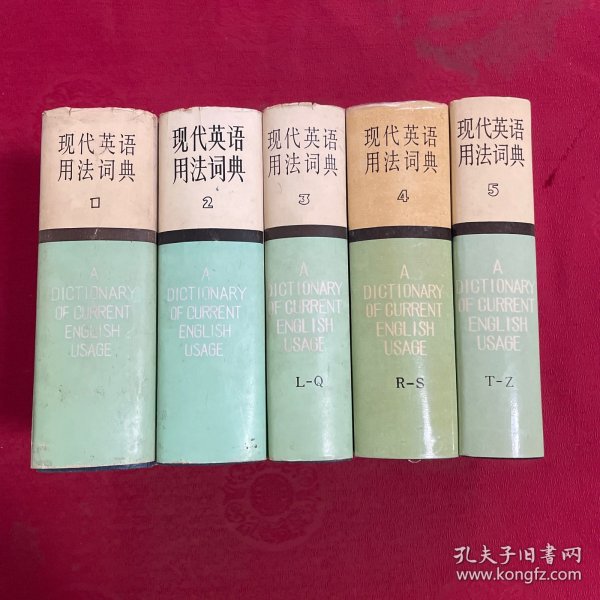 现代英语
用法词典
1
A
DICTIONARY
OF CURRENT
ENGLISH
USAGE
现代英语
用法词典
2
A
DICTIONARY
OF CURRENT
ENGLISH
USAGE
现代英语
用法词典
3
A
DICTIONARY
OF CURRENT
ENGLISH
USAGE
L-Q
现代英语
用法词典
4
A
DICTIONARY
OF CURRENT
ENGLISH
USAGE
R-S
现代英语
用法词典
5
A
DICTIONARY
OF CURRENT
ENGLISH
USAGE
T-Z
孔夫子旧书网
www.kongfz.com